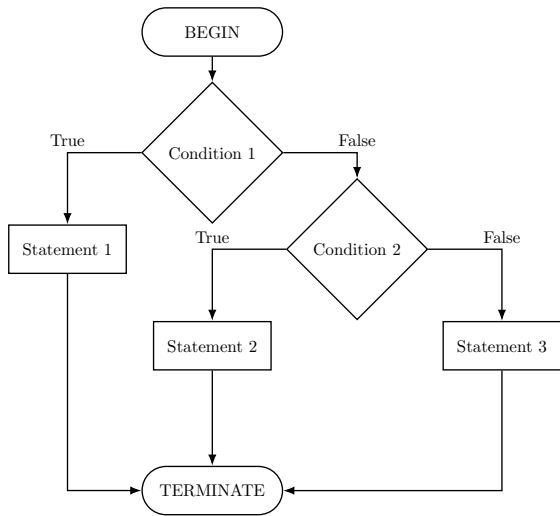 BEGIN
True
False
Condition 1
True
False
Statement 1
Condition 2
Statement 2
Statement 3
TERMINATE